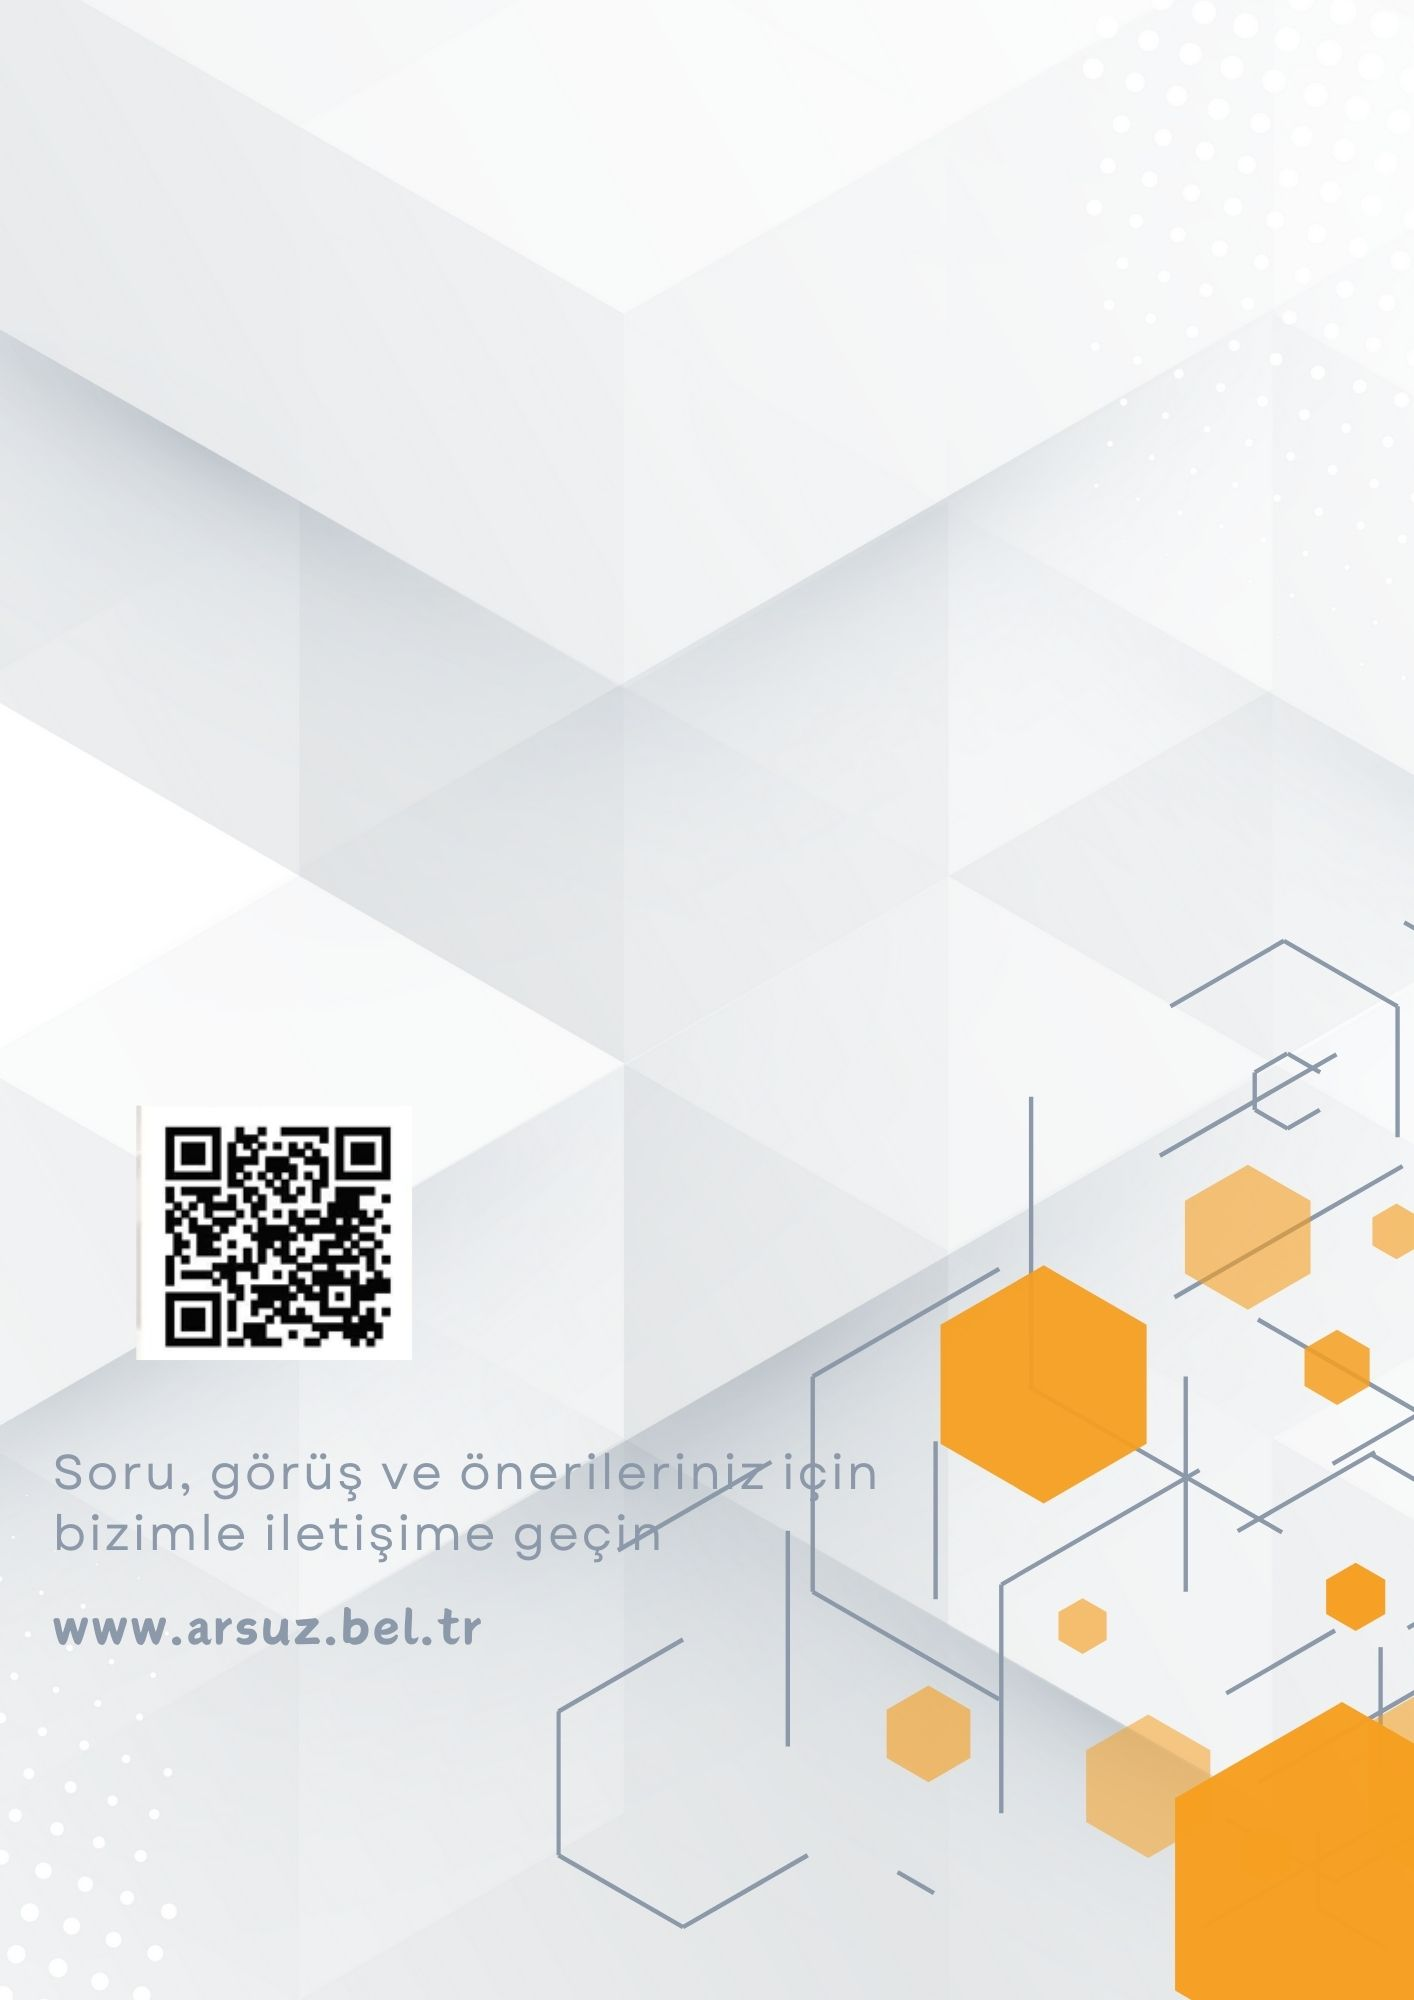 Soru, görüş ve önerileriniz için
bizimle iletişime geçin
www.arsuz.bel.tr